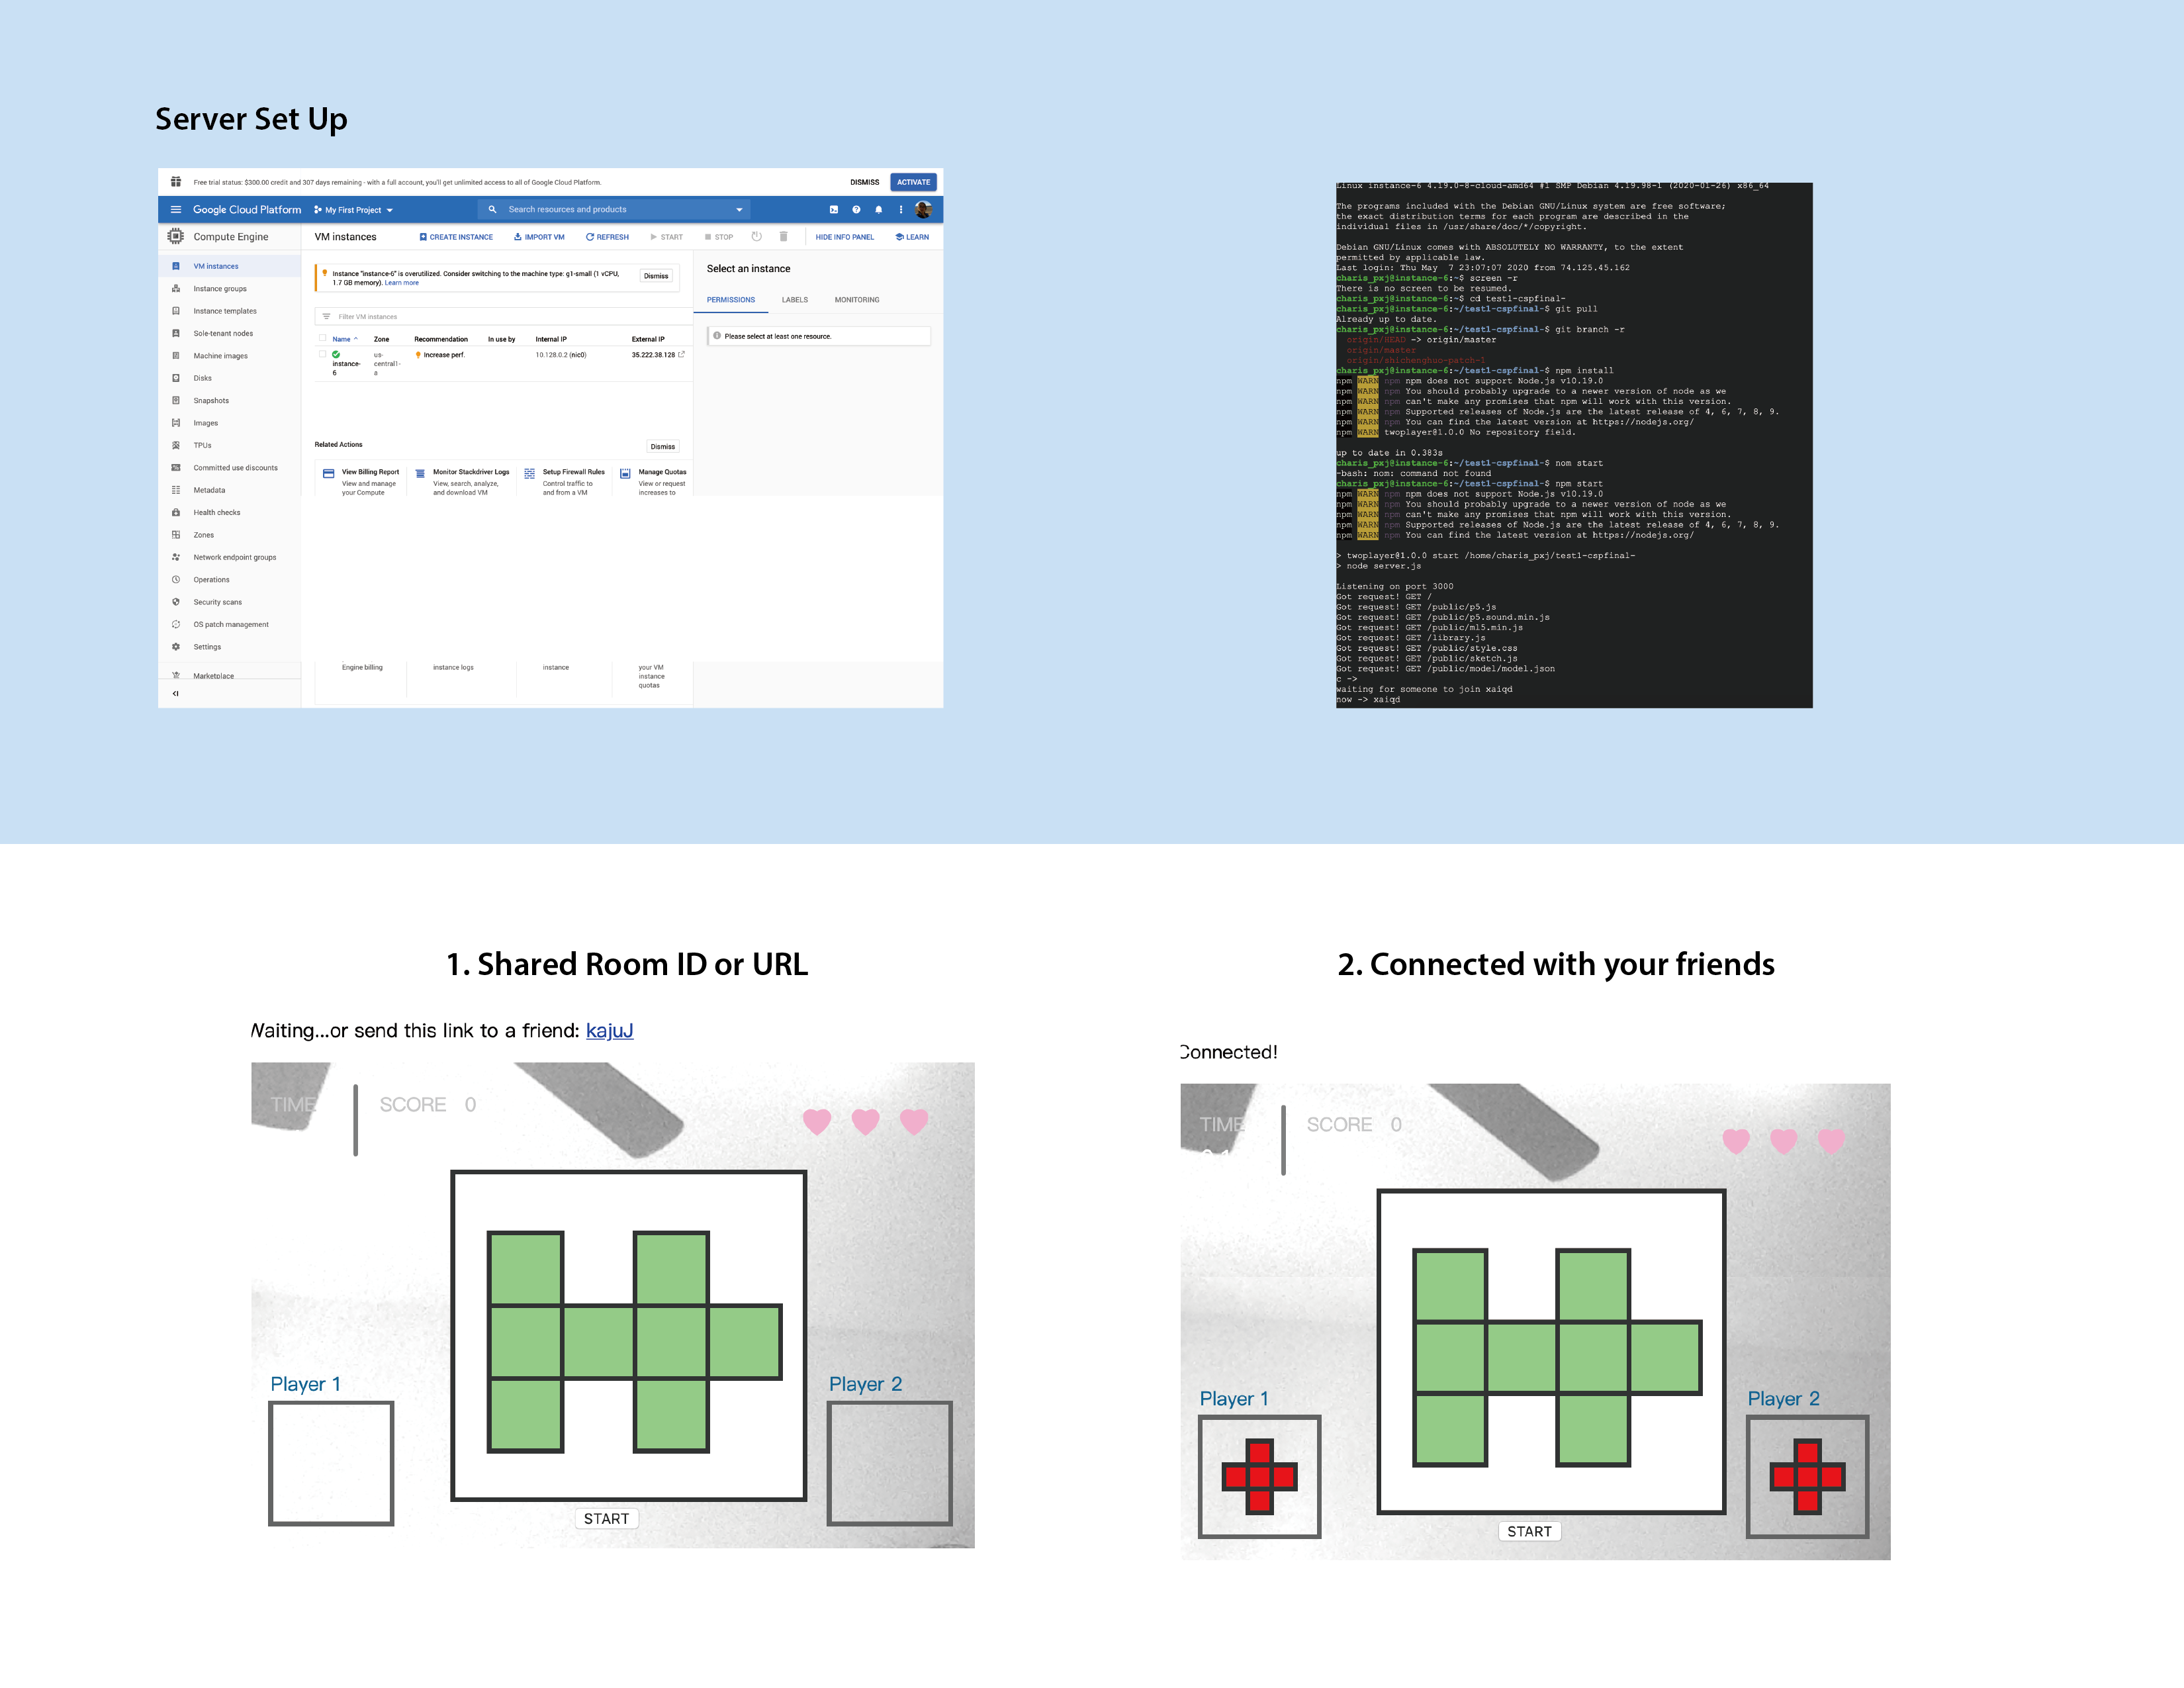 Server Set Up
Free trial status: $300.00 credit and 307 days remaining - with a full account, you'll get unlimited access to all of Google Cloud Platform.
DISMISS
ACTIVATE
Google Cloud Platform
My First Project
Search resources and products
Compute Engine
VM instances
CREATE INSTANCE
IMPORT VM
REFRESH
START
STOP
HIDE INFO PANEL
LEARN
VM instances
Instance groups
Instance templates
Sole-tenant nodes
Machine images
Disks
Snapshots
Images
TPUs
Committed use discounts
Metadata
Health checks
Zones
Network endpoint groups
Operations
Security scans
OS patch management
Settings
Marketplace
Instance "instance-6" is overutilized. Consider switching to the machine type: g1-small (1 vCPU,
1.7 GB memory). Learn more
Dismiss
Filter VM instances
Name
Zone
Recommendation
In use by
Internal IP
External IP
instance-
6
us-
central1-
a
Increase perf.
10.128.0.2 (nic0)
35.222.38.128
Related Actions
Dismiss
View Billing Report
View and manage
your Compute
Engine billing
Monitor Stackdriver Logs
View, search, analyze,
and download VM
instance logs
Setup Firewall Rules
Control traffic to
and from a VM
instance
Manage Quotas
View or request
increases to
your VM
instance
quotas
Select an instance
PERMISSIONS
LABELS
MONITORING
Please select at least one resource.
Linux instance-6 4.19.0-8-cloud-amd64 #1 SMP Debian 4.19.98-1 (2020-01-26) x86_64
The programs included with the Debian GNU/Linux system are free software;
the exact distribution terms for each program are described in the
individual files in /usr/share/doc/*/copyright.
Debian GNU/Linux comes with ABSOLUTELY NO WARRANTY, to the extent
permitted by applicable law.
Last login: Thu May  7 23:07:07 2020 from 74.125.45.162
charis_pxj@instance-6:~$ screen -r
There is no screen to be resumed.
charis_pxj@instance-6:~$ cd test1-cspfinal-
charis_pxj@instance-6:~/test1-cspfinal-$ git pull
Already up to date.
charis_pxj@instance-6:~/test1-cspfinal-$ git branch -r
origin/HEAD -> origin/master
origin/master
origin/shichenghuo-patch-1
charis_pxj@instance-6:~/test1-cspfinal-$ npm install
npm WARN npm npm does not support Node.js v10.19.0
npm WARN npm You should probably upgrade to a newer version of node as we
npm WARN npm can't make any promises that npm will work with this version.
npm WARN npm Supported releases of Node.js are the latest release of 4, 6, 7, 8, 9.
npm WARN npm You can find the latest version at https://nodejs.org/
npm WARN twoplayer@1.0.0 No repository field.
up to date in 0.383s
charis_pxj@instance-6:~/test1-cspfinal-$ nom start
-bash: nom: command not found
charis_pxj@instance-6:~/test1-cspfinal-$ npm start
npm WARN npm npm does not support Node.js v10.19.0
npm WARN npm You should probably upgrade to a newer version of node as we
npm WARN npm can't make any promises that npm will work with this version.
npm WARN npm Supported releases of Node.js are the latest release of 4, 6, 7, 8, 9.
npm WARN npm You can find the latest version at https://nodejs.org/
> twoplayer@1.0.0 start /home/charis_pxj/test1-cspfinal-
> node server.js
Listening on port 3000
Got request! GET /
Got request! GET /public/p5.js
Got request! GET /public/p5.sound.min.js
Got request! GET /public/ml5.min.js
Got request! GET /library.js
Got request! GET /public/style.css
Got request! GET /public/sketch.js
Got request! GET /public/model/model.json
c ->
waiting for someone to join xaiqd
now -> xaiqd
1. Shared Room ID or URL
Waiting...or send this link to a friend: kajuJ
TIME
SCORE 0
Player 1
Player 2
START
2. Connected with your friends
Connected!
TIME
SCORE 0
Player 1
Player 2
START